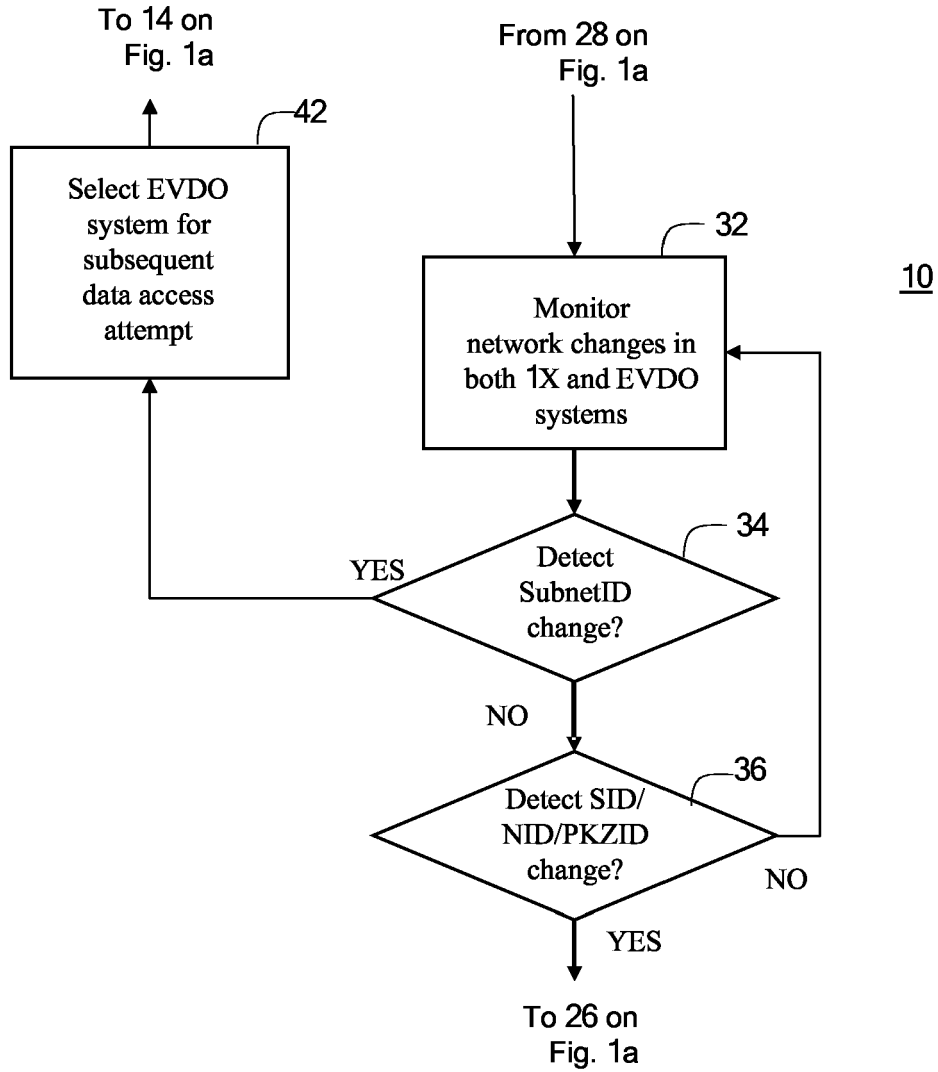 To 14 on
Fig. 1a
From 28 on
Fig. 1a
42
Select EVDO
system for
subsequent
data access
attempt
32
10
Monitor
network changes in
both 1X and EVDO
systems
34
YES
Detect
SubnetID
change?
NO
36
Detect SID/
NID/PKZID
change?
NO
YES
To 26 on
Fig. 1a